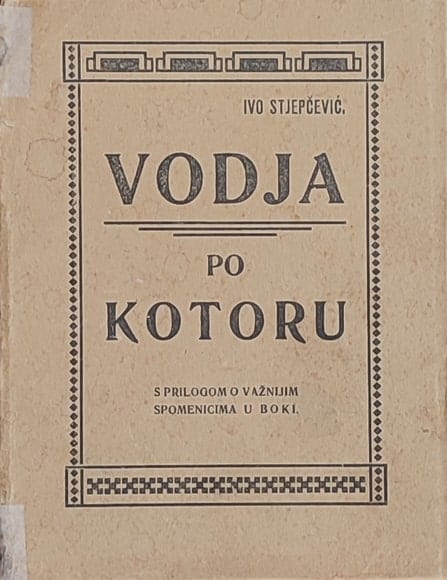 IVO STJEPČEVIĆ.
VODJA
PO
KOTORU
S PRILOGOM O VAŽNIJIM
SPOMENICIMA U BOKI.